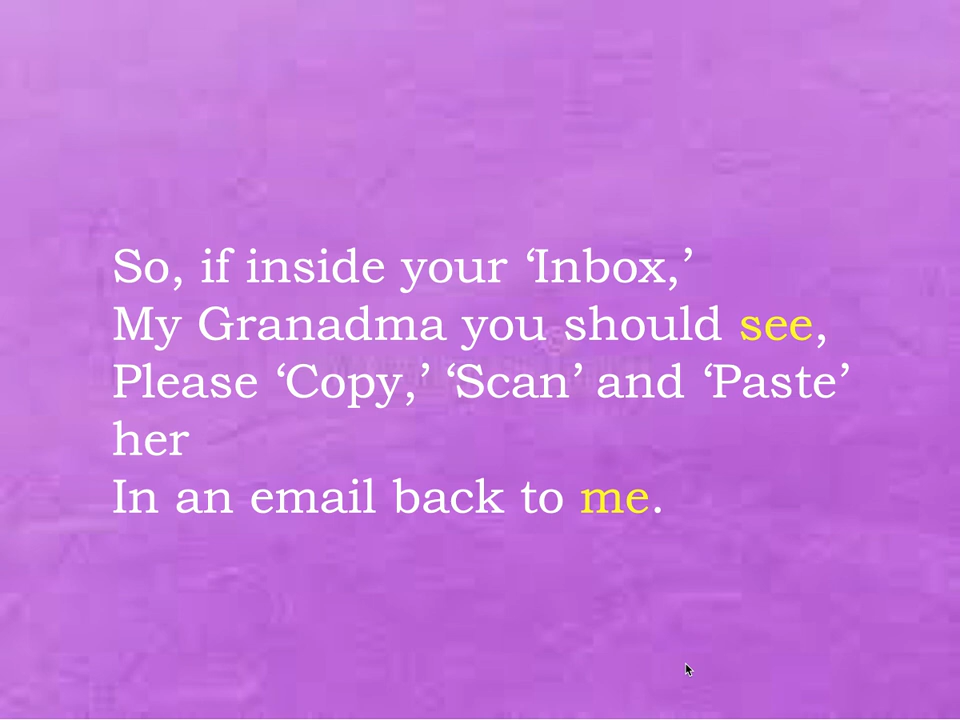 So, if inside your ‘Inbox,’
My Granadma you should see,
Please ‘Copy,’ ‘Scan’ and ‘Paste’
her
In an email back to me.